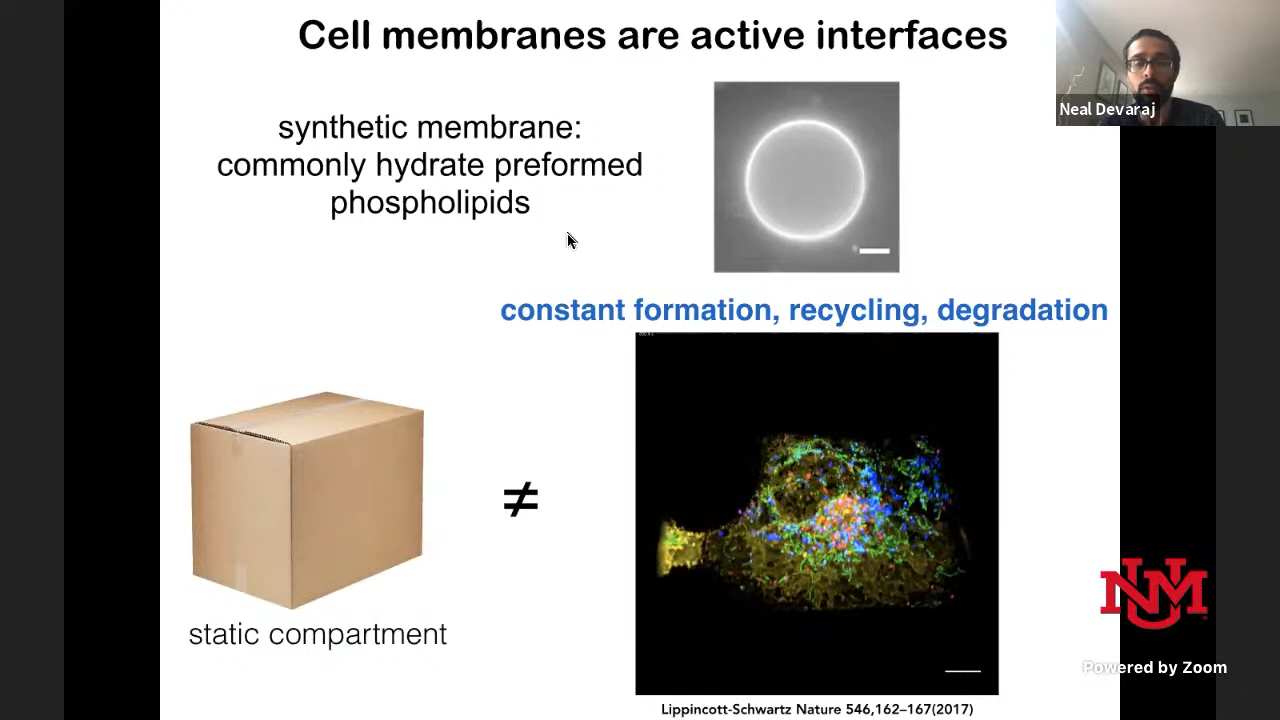 Cell membranes are active interfaces
Neal Devaraj
synthetic membrane:
commonly hydrate preformed
phospholipids
constant formation, recycling, degradation
≠
static compartment
UNM
Powered by Zoom
Lippincott-Schwartz Nature 546,162–167(2017)